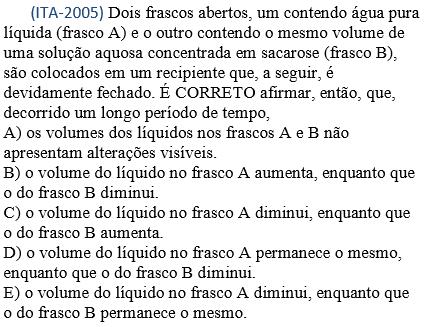 (ITA-2005) Dois frascos abertos, um contendo água pura
líquida (frasco A) e o outro contendo o mesmo volume de
uma solução aquosa concentrada em sacarose (frasco B),
são colocados em um recipiente que, a seguir, é
devidamente fechado. É CORRETO afirmar, então, que,
decorrido um longo período de tempo,
A) os volumes dos líquidos nos frascos A e B não
apresentam alterações visíveis.
B) o volume do líquido no frasco A aumenta, enquanto que
o do frasco B diminui.
C) o volume do líquido no frasco A diminui, enquanto que
o do frasco B aumenta.
D) o volume do líquido no frasco A permanece o mesmo,
enquanto que o do frasco B diminui.
E) o volume do líquido no frasco A diminui, enquanto que
o do frasco B permanece o mesmo.